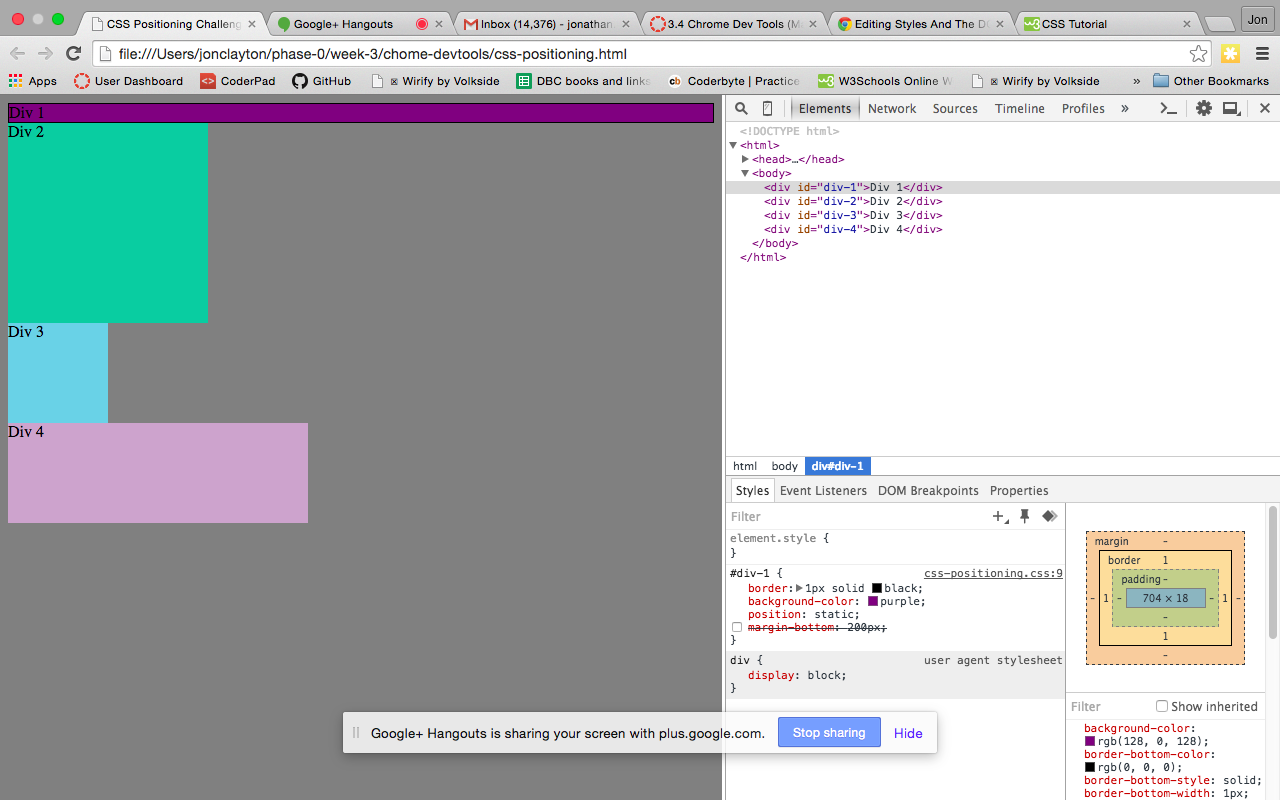 CSS Positioning Challeng
Google+ Hangouts
Inbox (14,376) - jonathan
3.4 Chrome Dev Tools (Ma
Editing Styles And The DO
CSS Tutorial
Jon
file:///Users/jonclayton/phase-0/week-3/chome-devtools/css-positioning.html
Apps
User Dashboard
CoderPad
GitHub
Wirify by Volkside
DBC books and links
Coderbyte | Practice
W3Schools Online W
Wirify by Volkside
»
Other Bookmarks
Div 1
Div 2
Div 3
Div 4
Elements Network Sources Timeline Profiles »
<!DOCTYPE html>
<html>
<head>…</head>
<body>
<div id="div-1">Div 1</div>
<div id="div-2">Div 2</div>
<div id="div-3">Div 3</div>
<div id="div-4">Div 4</div>
</body>
</html>
html body div#div-1
Styles Event Listeners DOM Breakpoints Properties
Filter
element.style {
}
#div-1 { css-positioning.css:9
border: 1px solid black;
background-color: purple;
position: static;
margin-bottom: 200px;
}
div { user agent stylesheet
display: block;
}
margin -
border 1
padding -
- 1 - 704 × 18 - 1 -
-
1
-
Filter Show inherited
background-color:
rgb(128, 0, 128);
border-bottom-color:
rgb(0, 0, 0);
border-bottom-style: solid;
border-bottom-width: 1px;
Google+ Hangouts is sharing your screen with plus.google.com. Stop sharing Hide